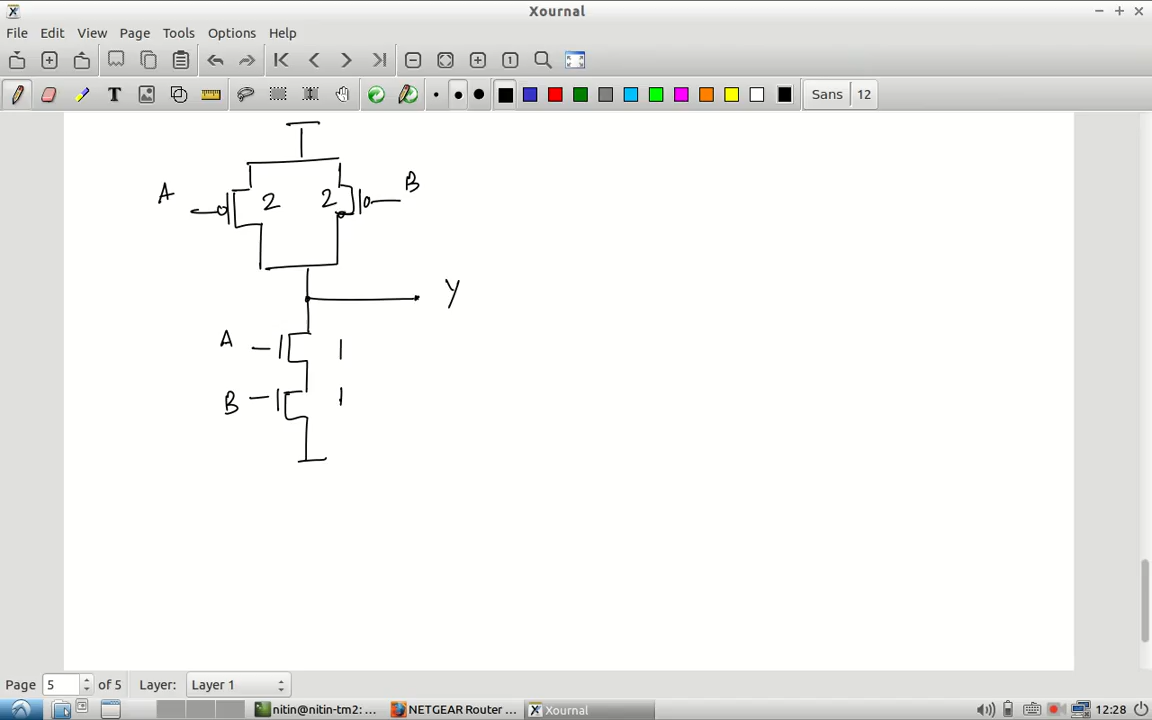 Xournal
File Edit View Page Tools Options Help
T Sans 12
A 2 2 B
Y
A 1
B 1
Page 5 of 5 Layer: Layer 1
nitin@nitin-tm2: ... NETGEAR Router ... Xournal 12:28